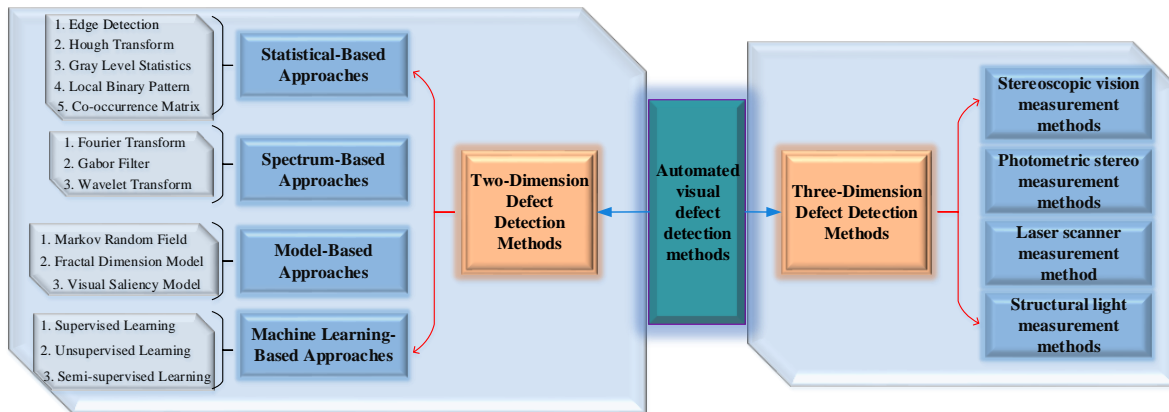 1. Edge Detection
2. Hough Transform
3. Gray Level Statistics
4. Local Binary Pattern
5. Co-occurrence Matrix
Statistical-Based
Approaches
1. Fourier Transform
2. Gabor Filter
3. Wavelet Transform
Spectrum-Based
Approaches
1. Markov Random Field
2. Fractal Dimension Model
3. Visual Saliency Model
Model-Based
Approaches
1. Supervised Learning
2. Unsupervised Learning
3. Semi-supervised Learning
Machine Learning-
Based Approaches
Two-Dimension
Defect
Detection
Methods
Automated
visual
defect
detection
methods
Three-Dimension
Defect Detection
Methods
Stereoscopic vision
measurement
methods
Photometric stereo
measurement
methods
Laser scanner
measurement
method
Structural light
measurement
methods